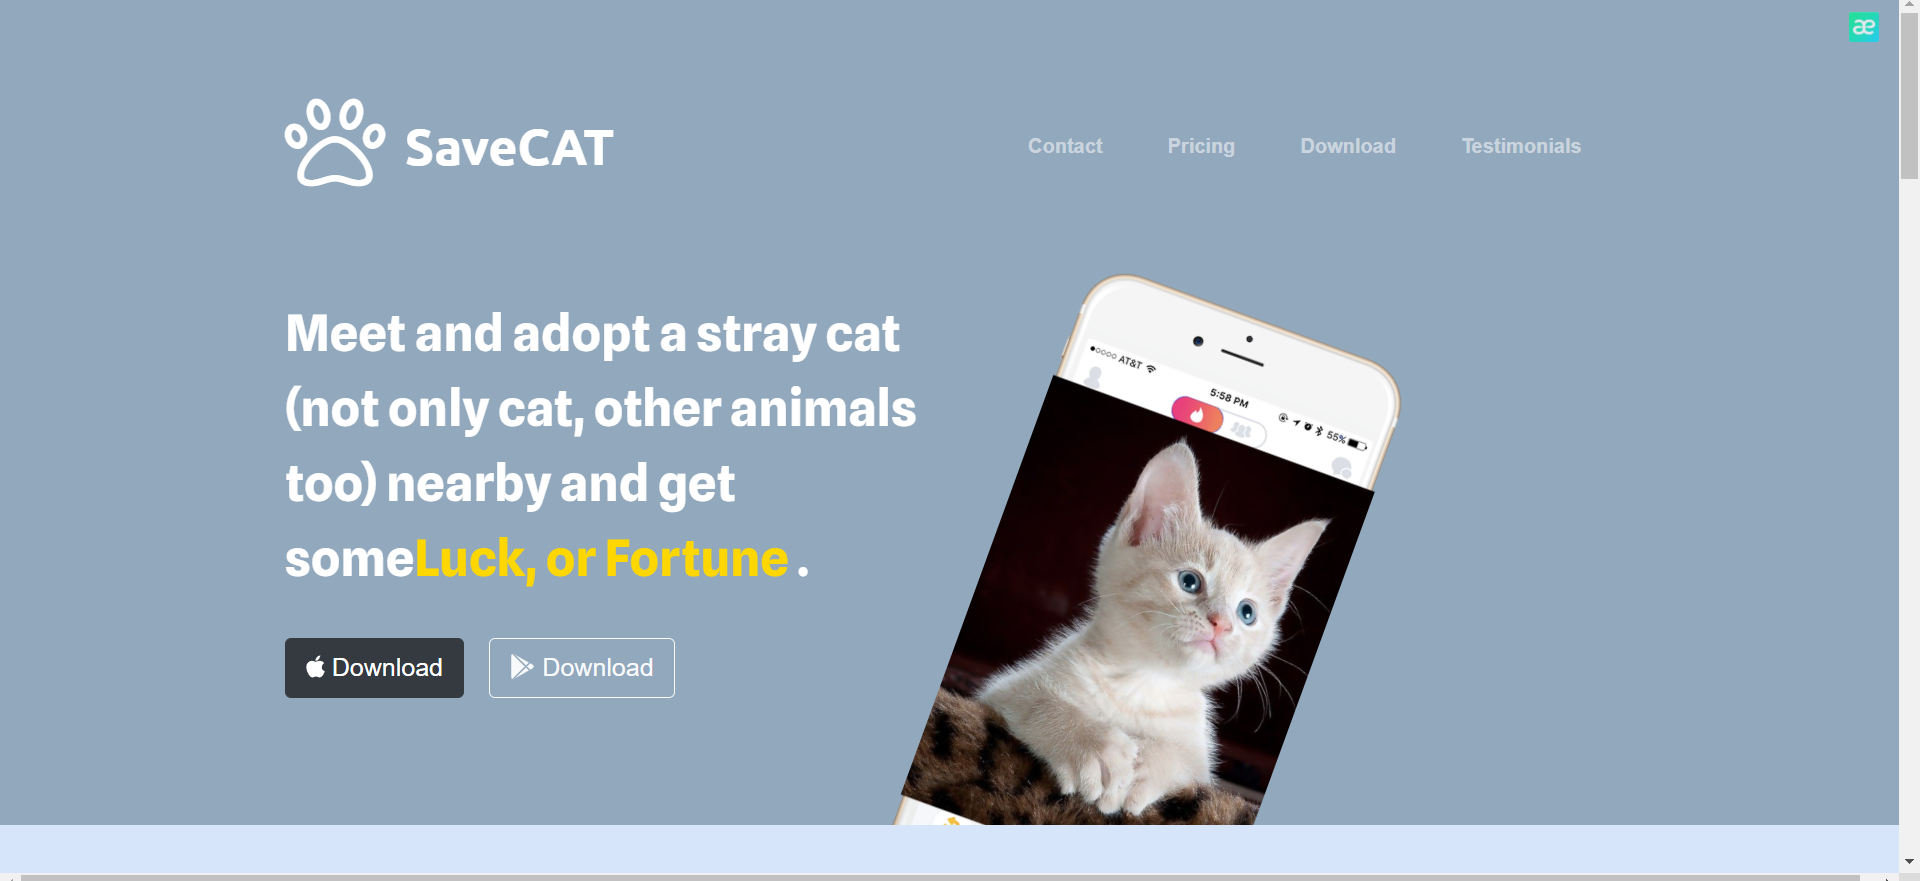 æ
SaveCAT
Contact Pricing Download Testimonials
Meet and adopt a stray cat
(not only cat, other animals
too) nearby and get
someLuck, or Fortune .
Download Download
AT&T
5:58 PM
55%